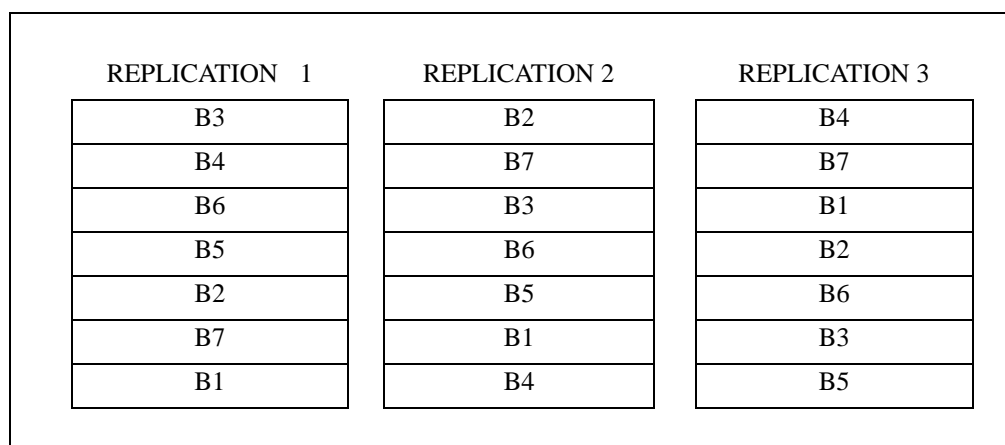 REPLICATION 1 REPLICATION 2 REPLICATION 3
B3 B2 B4
B4 B7 B7
B6 B3 B1
B5 B6 B2
B2 B5 B6
B7 B1 B3
B1 B4 B5